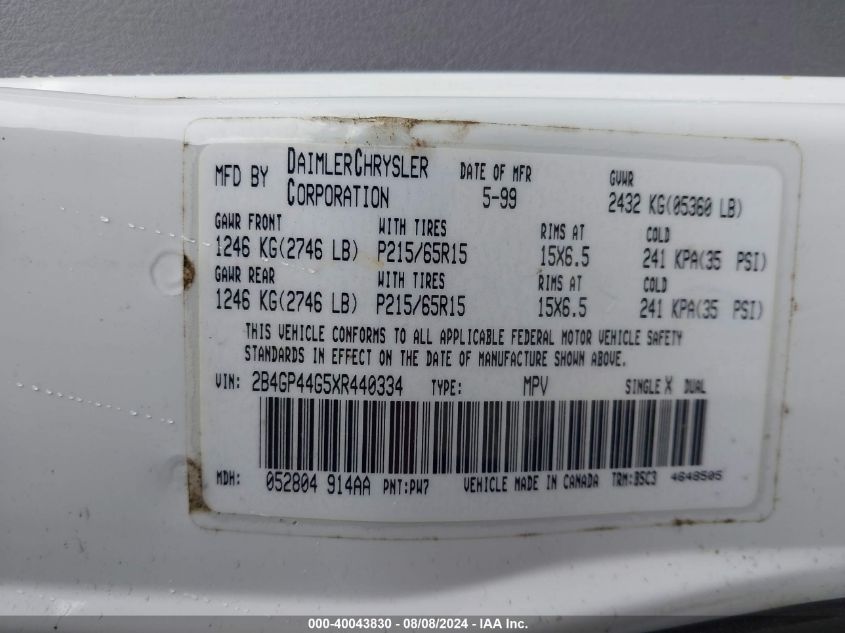 MFD BY DAIMLERCHRYSLER CORPORATION DATE OF MFR 5-99 GVWR 2432 KG(05360 LB)
GAWR FRONT WITH TIRES RIMS AT COLD
1246 KG(2746 LB) P215/65R15 15X6.5 241 KPA(35 PSI)
GAWR REAR WITH TIRES RIMS AT COLD
1246 KG(2746 LB) P215/65R15 15X6.5 241 KPA(35 PSI)
THIS VEHICLE CONFORMS TO ALL APPLICABLE FEDERAL MOTOR VEHICLE SAFETY
STANDARDS IN EFFECT ON THE DATE OF MANUFACTURE SHOWN ABOVE.
VIN: 2B4GP44G5XR440334 TYPE: MPV SINGLE X DUAL
MDH: 052804 914AA PNT:PW7 VEHICLE MADE IN CANADA TRM:BSC3 4648505
000-40043830 - 08/08/2024 - IAA Inc.